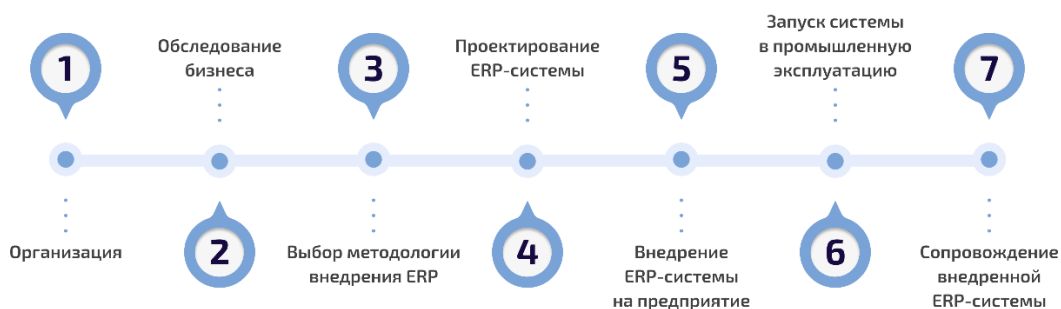 1
Организация
Обследование
бизнеса
2
3
Выбор методологии
внедрения ERP
Проектирование
ERP-системы
4
5
Внедрение
ERP-системы
на предприятие
Запуск системы
в промышленную
эксплуатацию
6
7
Сопровождение
внедренной
ERP-системы